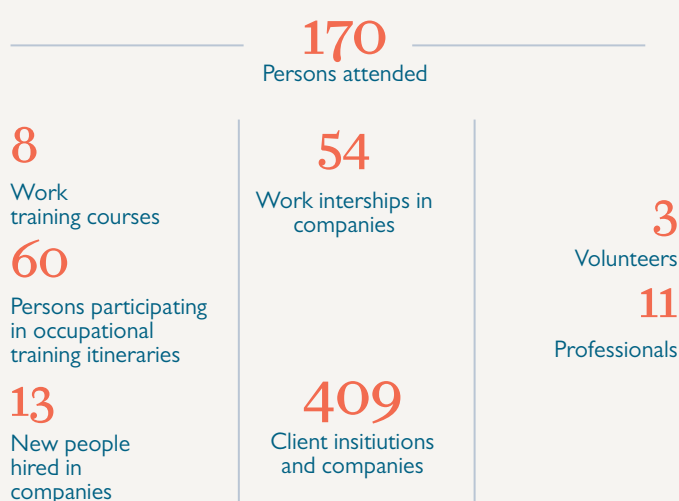 170
Persons attended
8
Work
training courses
60
Persons participating
in occupational
training itineraries
13
New people
hired in
companies
54
Work interships in
companies
409
Client insitiutions
and companies
3
Volunteers
11
Professionals